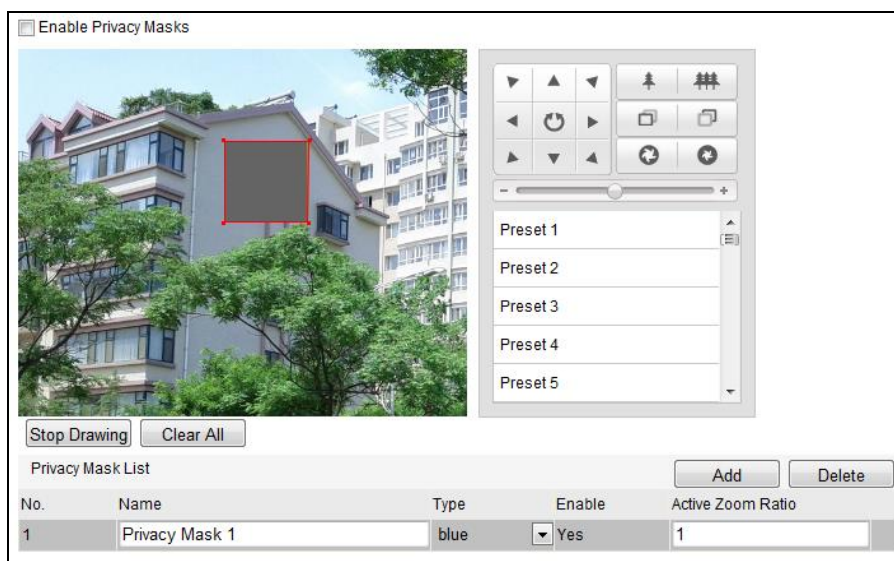 Enable Privacy Masks
Preset 1
Preset 2
Preset 3
Preset 4
Preset 5
Stop Drawing Clear All
Privacy Mask List Add Delete
No. Name Type Enable Active Zoom Ratio
1 Privacy Mask 1 blue Yes 1